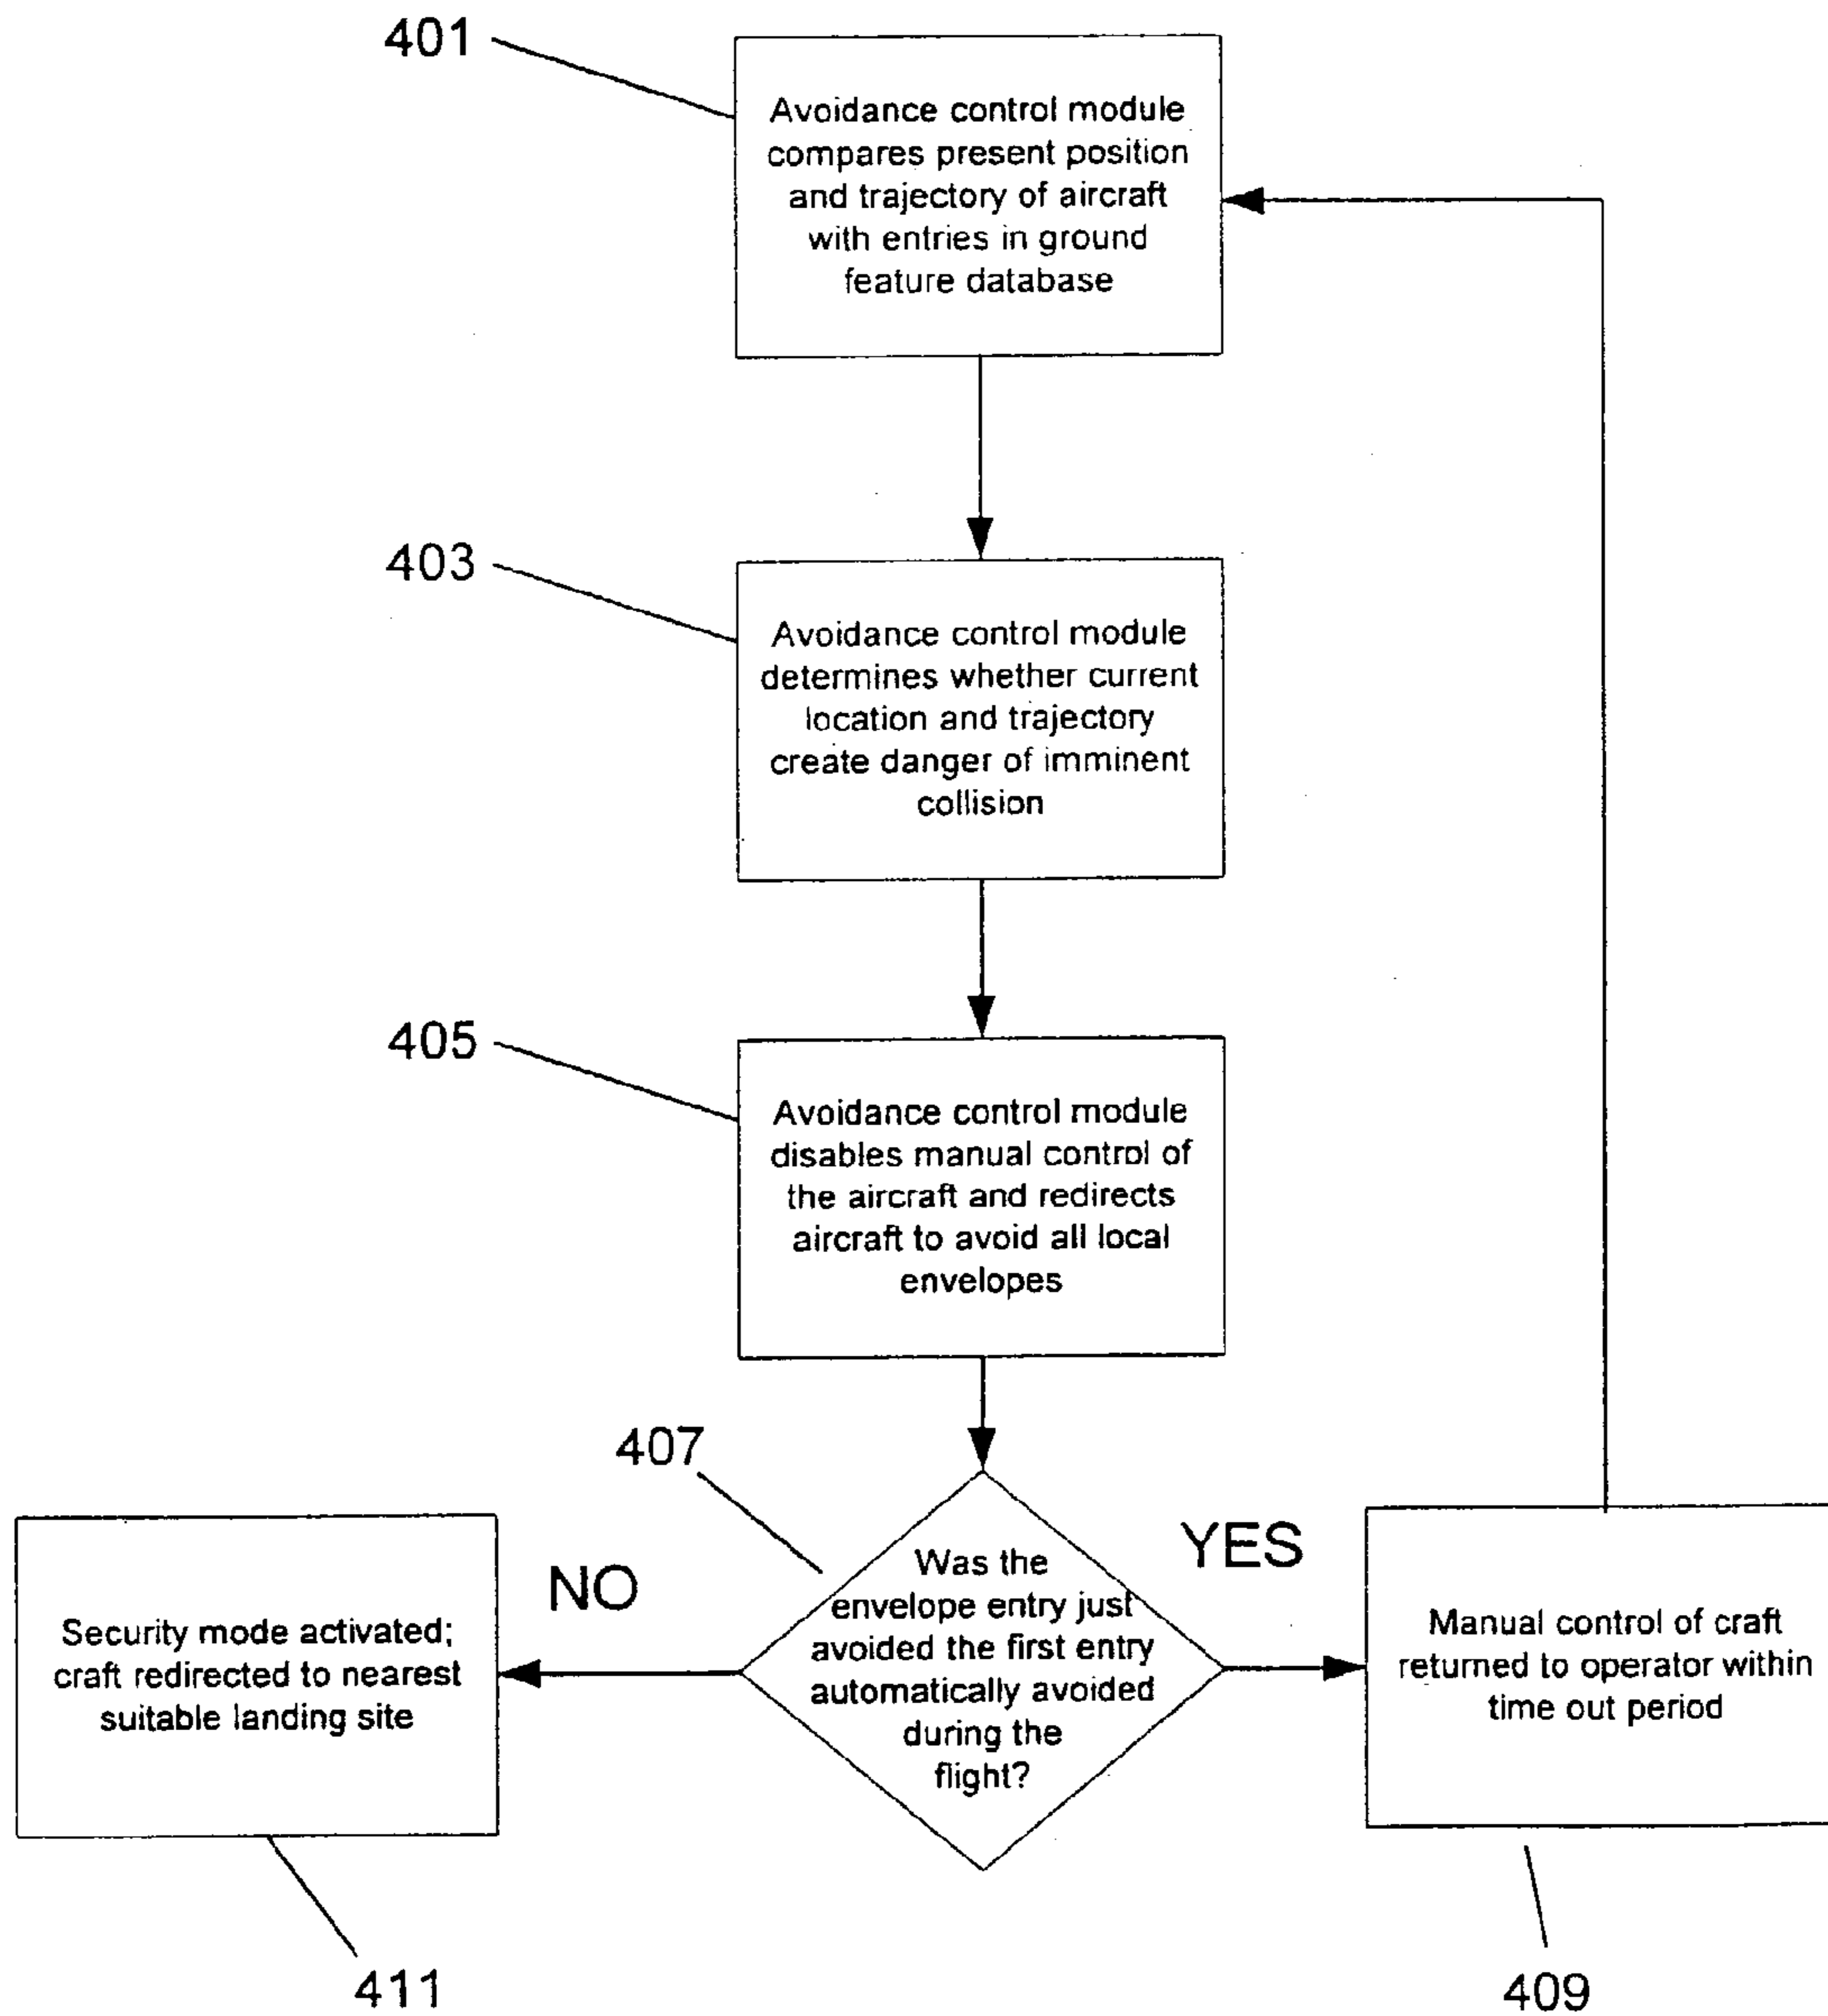 401
Avoidance control module
compares present position
and trajectory of aircraft
with entries in ground
feature database
403
Avoidance control module
determines whether current
location and trajectory
create danger of imminent
collision
405
Avoidance control module
disables manual control of
the aircraft and redirects
aircraft to avoid all local
envelopes
407
Was the
envelope entry just
avoided the first entry
automatically avoided
during the
flight?
NO
YES
Security mode activated;
craft redirected to nearest
suitable landing site
Manual control of craft
returned to operator within
time out period
411
409